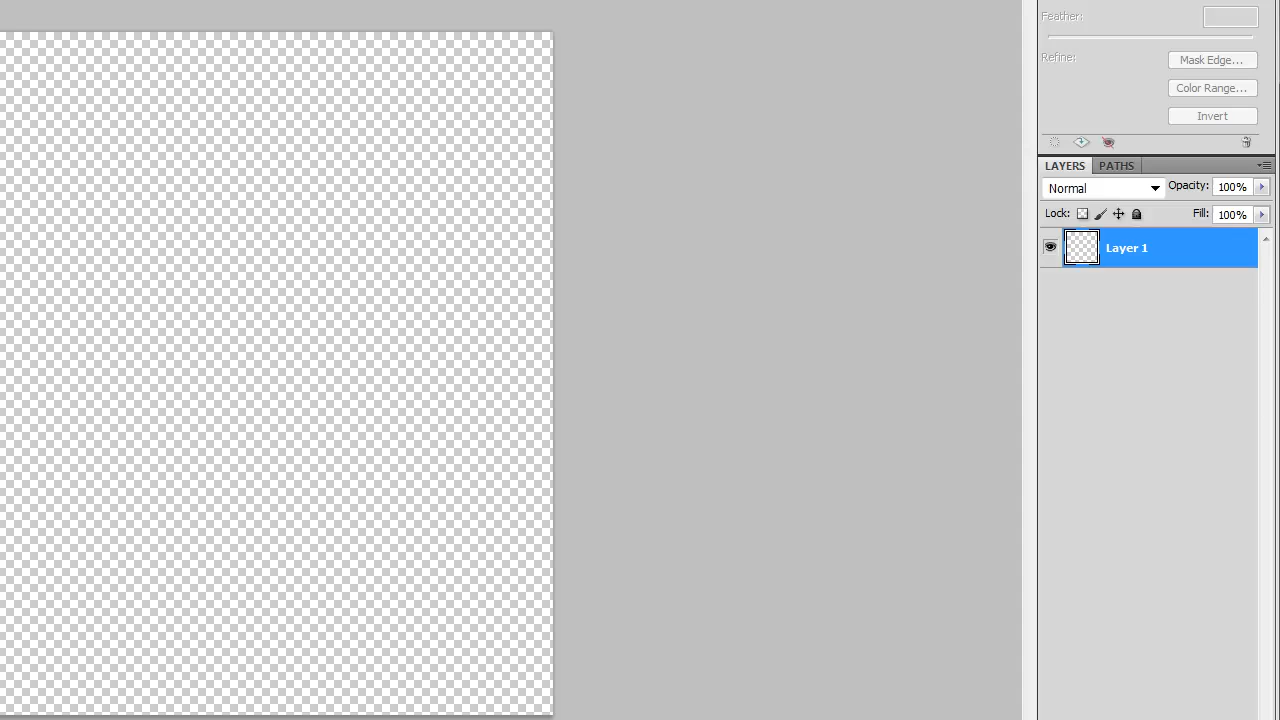 Feather:
Refine:
Mask Edge...
Color Range...
Invert
LAYERS PATHS
Normal Opacity: 100%
Lock: Fill: 100%
Layer 1